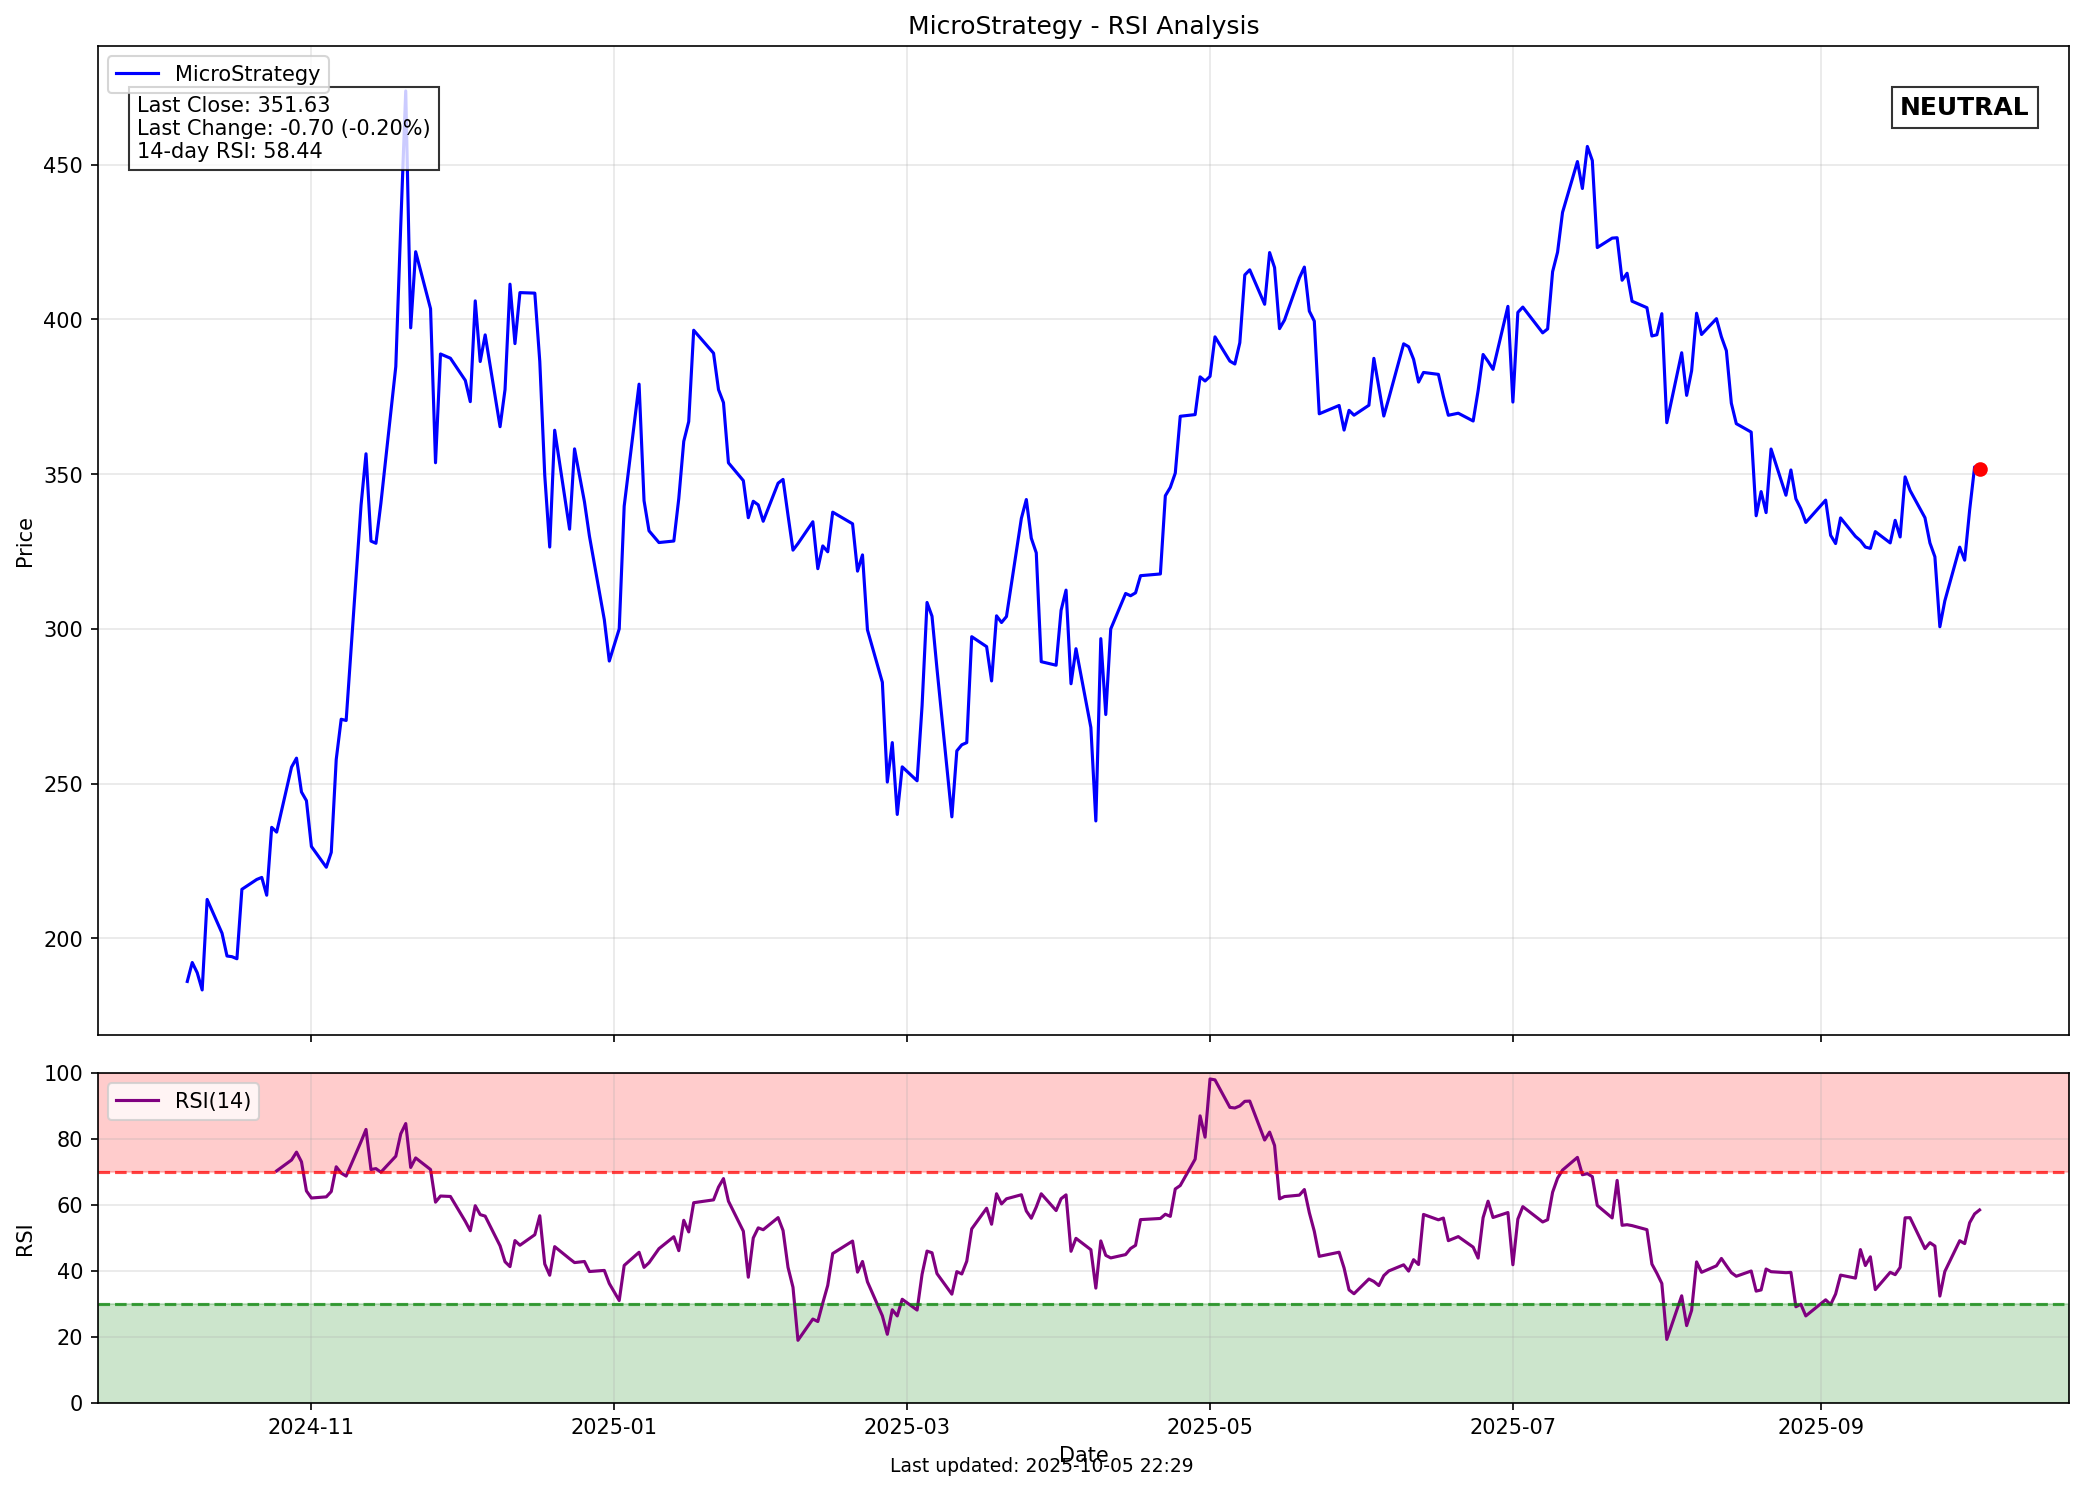 MicroStrategy - RSI Analysis
MicroStrategy
Last Close: 351.63
Last Change: -0.70 (-0.20%)
14-day RSI: 58.44
NEUTRAL
450
400
350
300
250
200
Price
RSI(14)
100
80
60
40
20
0
RSI
2024-11
2025-01
2025-03
2025-05
2025-07
2025-09
Date
Last updated: 2025-10-05 22:29